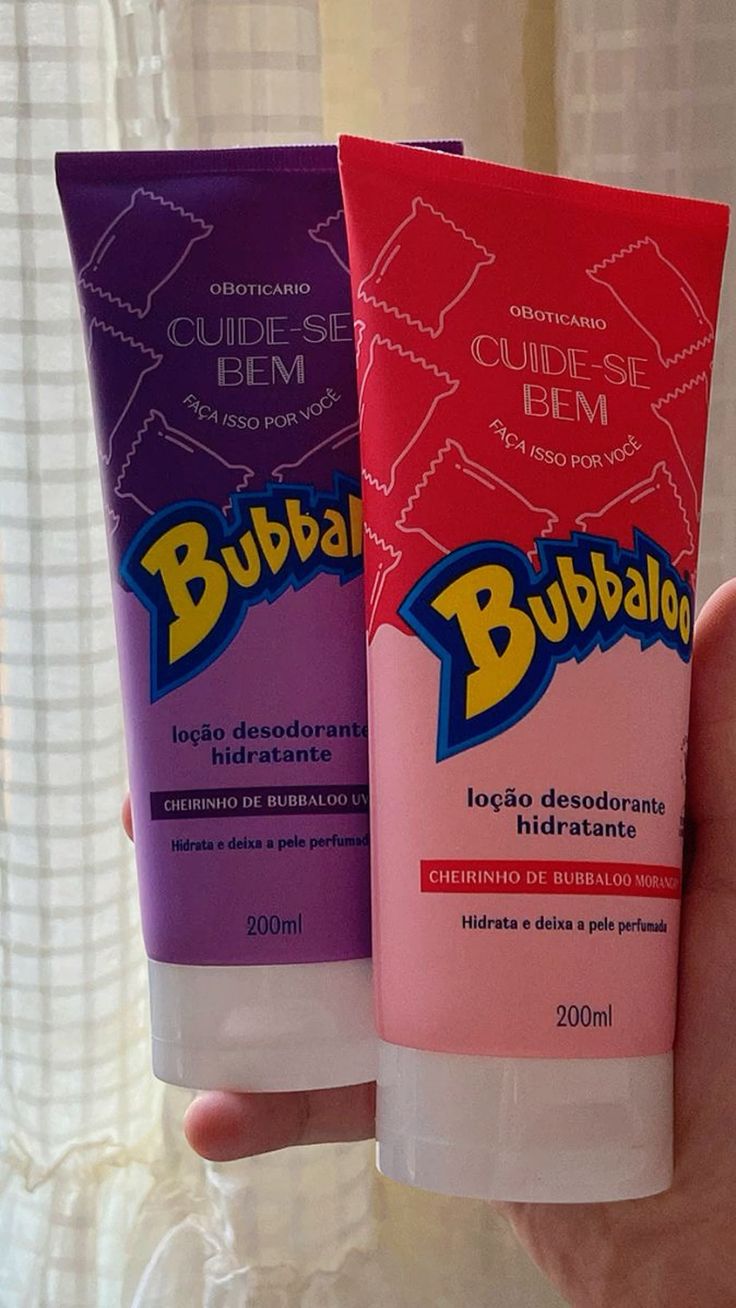 oBOTICÁRIO
CUIDE-SE
BEM
FAÇA ISSO POR VOCÊ
Bubbal
loção desodorante
hidratante
CHEIRINHO DE BUBBALOO UV
Hidrata e deixa a pele perfumad
200ml
oBOTICÁRIO
CUIDE-SE
BEM
FAÇA ISSO POR VOCÊ
Bubbaloo
loção desodorante
hidratante
CHEIRINHO DE BUBBALOO MORANGO
Hidrata e deixa a pele perfumada
200ml